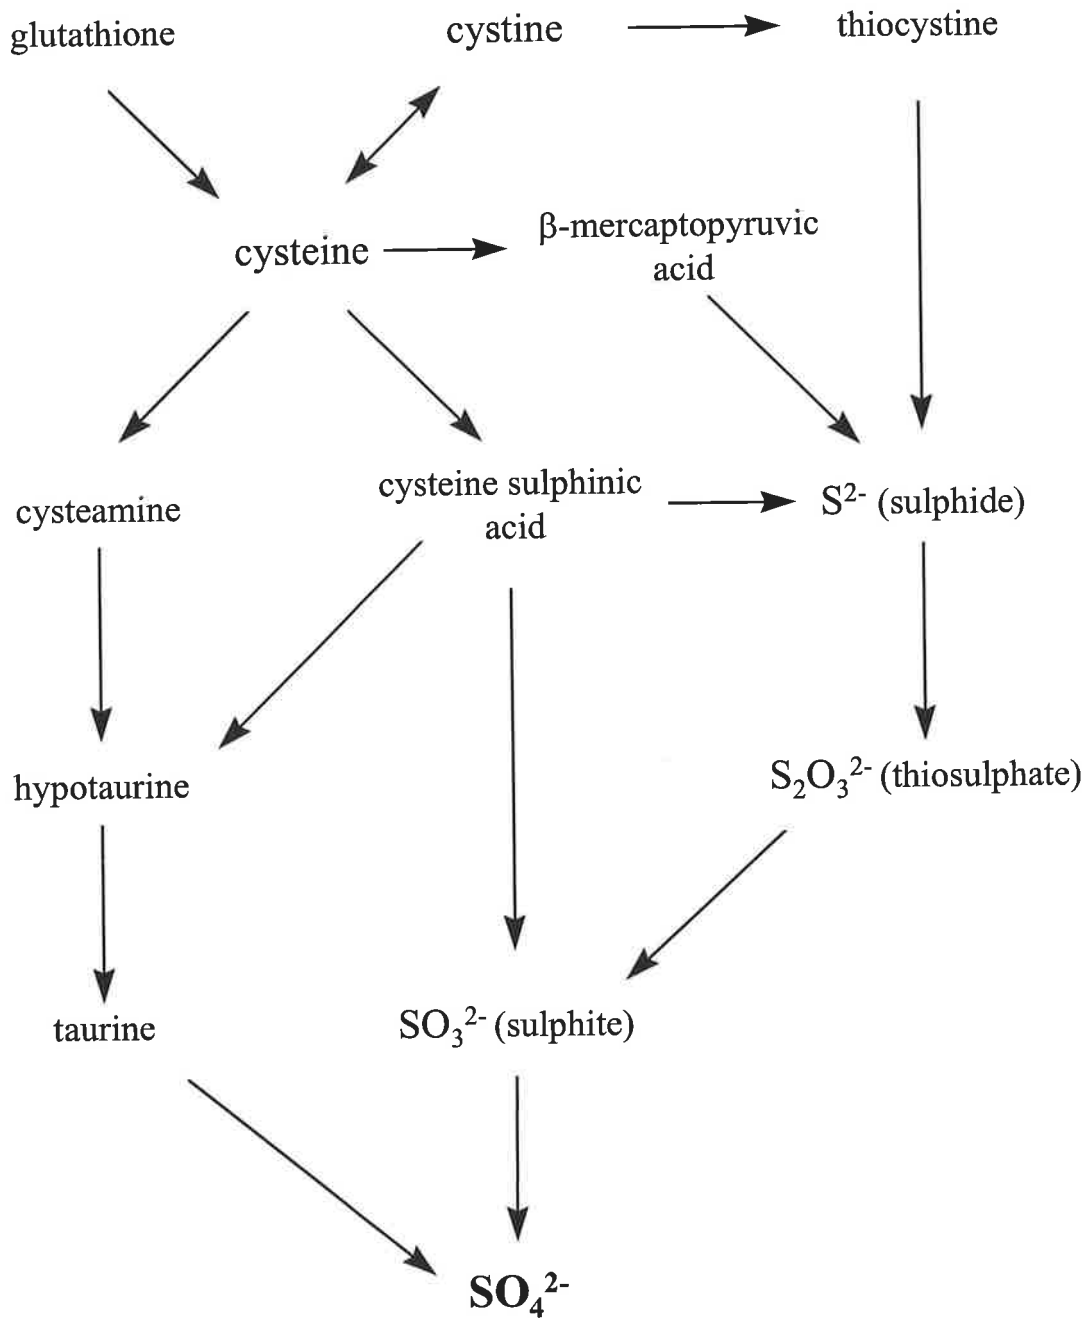 glutathione
cystine
thiocystine
cysteine
β-mercaptopyruvic
acid
cysteamine
cysteine sulphinic
acid
S²⁻ (sulphide)
hypotaurine
S₂O₃²⁻ (thiosulphate)
taurine
SO₃²⁻ (sulphite)
SO₄²⁻